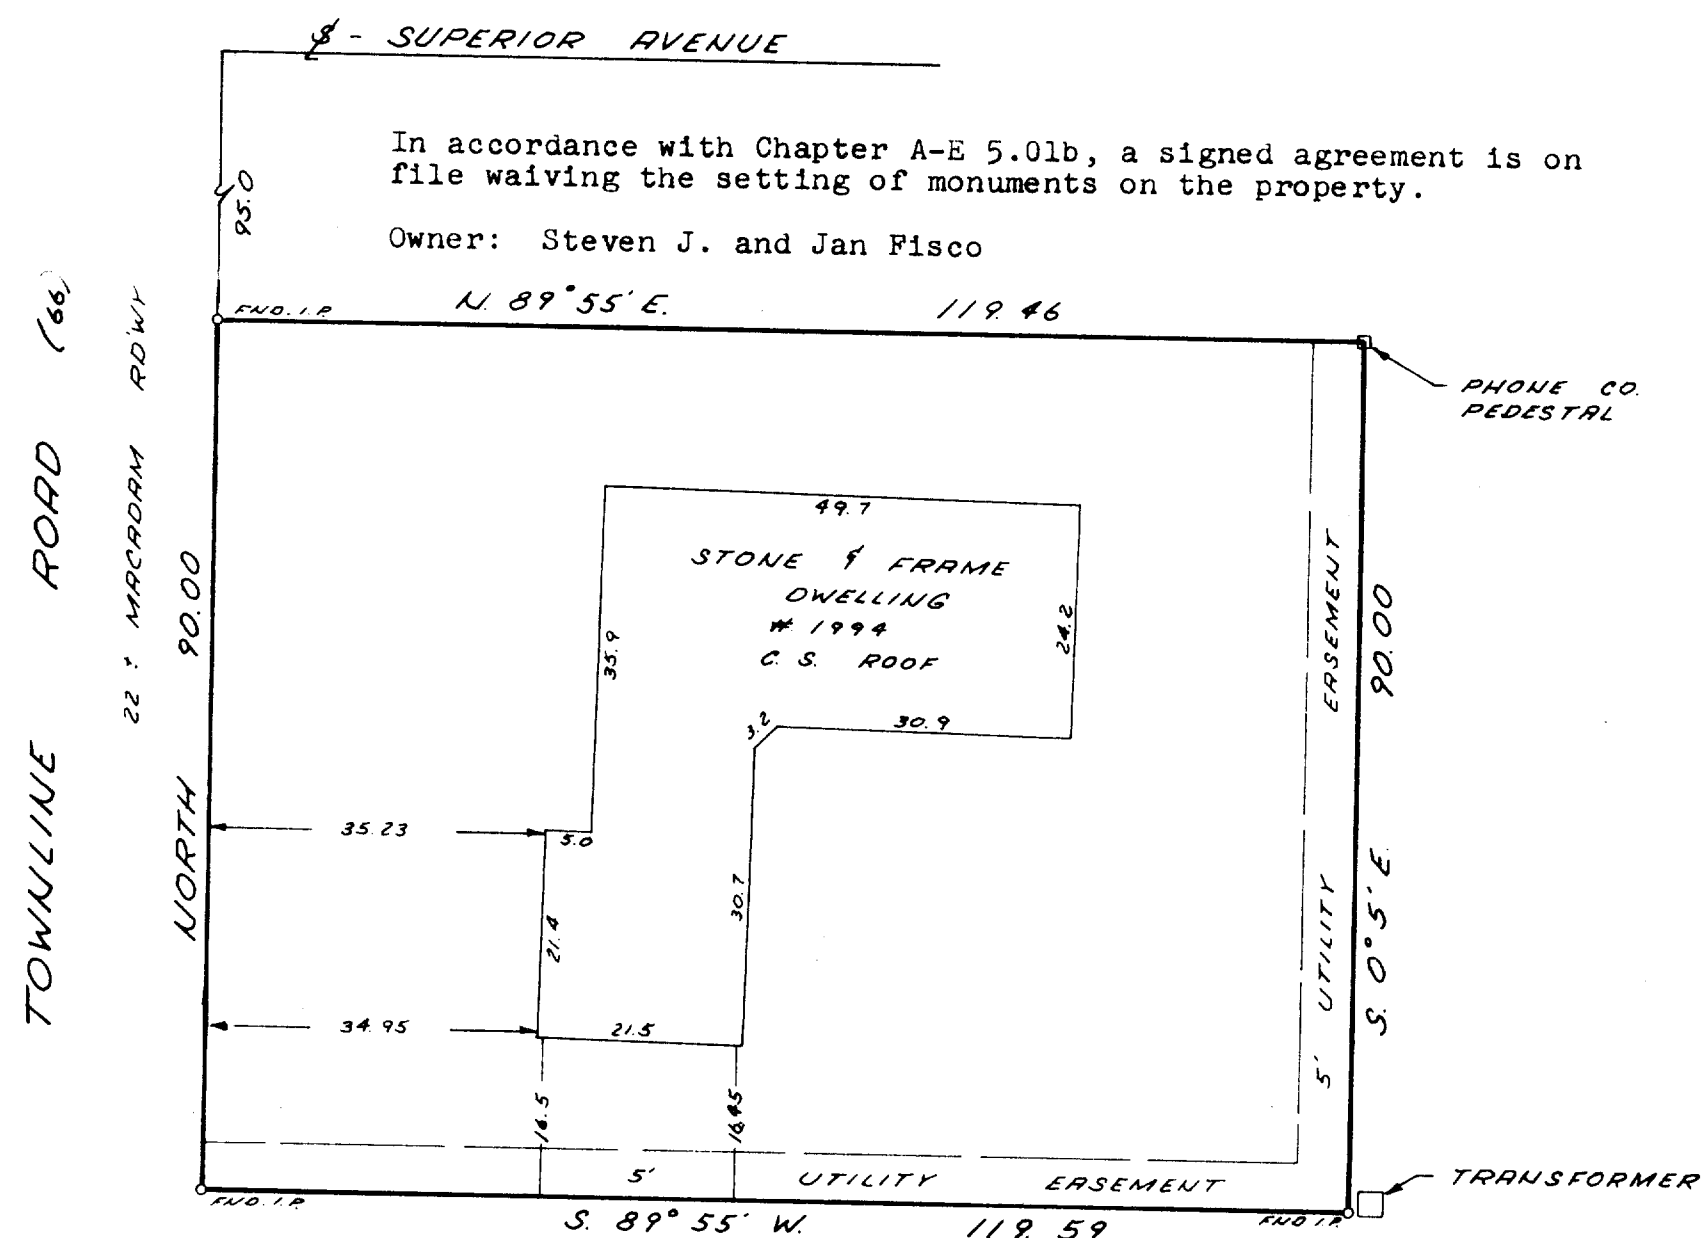 ℄ - SUPERIOR AVENUE
95.0
In accordance with Chapter A-E 5.01b, a signed agreement is on
file waiving the setting of monuments on the property.
Owner: Steven J. and Jan Fisco
FND. I.P.
N. 89°55' E. 119.46
PHONE CO.
PEDESTAL
TOWNLINE ROAD (66)
22 ± MACADAM RD'WY
NORTH 90.00
49.7
STONE & FRAME
DWELLING
# 1994
C. S. ROOF
35.9
24.2
3.2
30.9
35.23
5.0
30.7
21.4
34.95
21.5
16.5
16.45
5' UTILITY EASEMENT
S. 0°5' E. 90.00
5' UTILITY EASEMENT
TRANSFORMER
FND. I.P.
S. 89°55' W. 119.59
FND I.P.